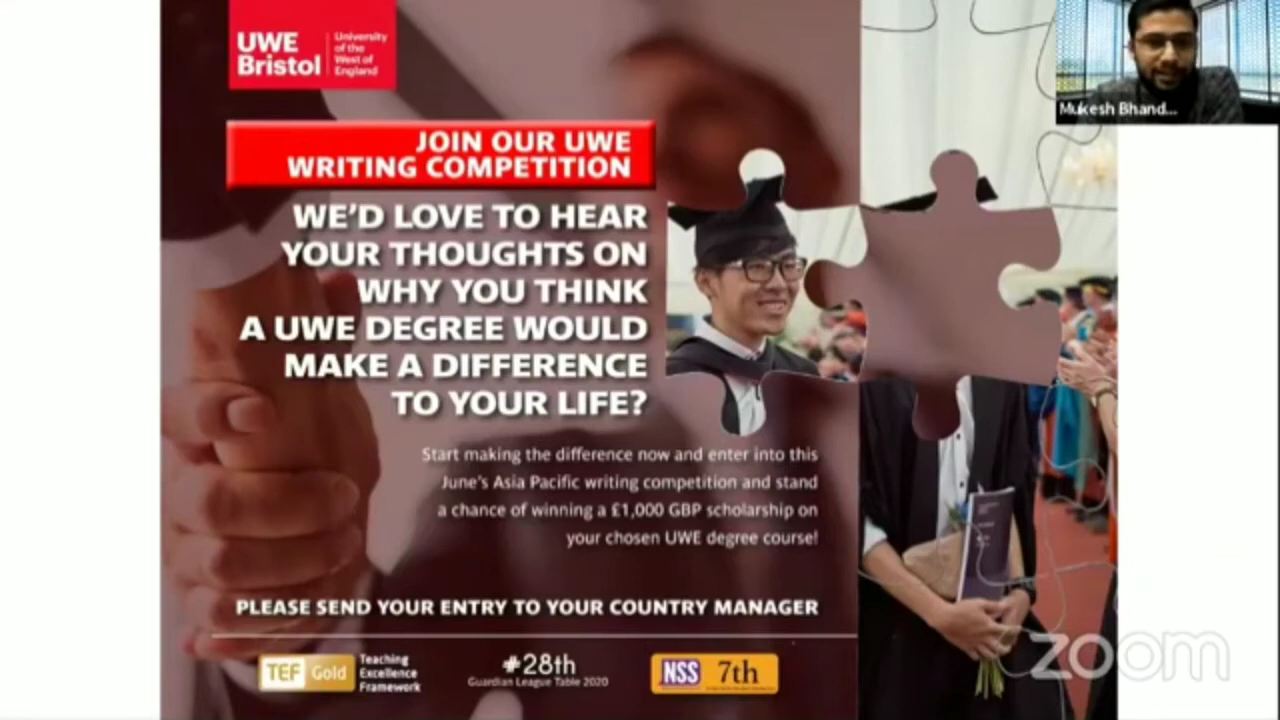 UWE
Bristol
University
of the
West of
England
Mukesh Bhand...
JOIN OUR UWE
WRITING COMPETITION
WE'D LOVE TO HEAR
YOUR THOUGHTS ON
WHY YOU THINK
A UWE DEGREE WOULD
MAKE A DIFFERENCE
TO YOUR LIFE?
Start making the difference now and enter into this
June's Asia Pacific writing competition and stand
a chance of winning a £1,000 GBP scholarship on
your chosen UWE degree course!
PLEASE SEND YOUR ENTRY TO YOUR COUNTRY MANAGER
TEF Gold
Teaching
Excellence
Framework
#28th
Guardian League Table 2020
NSS 7th
zoom